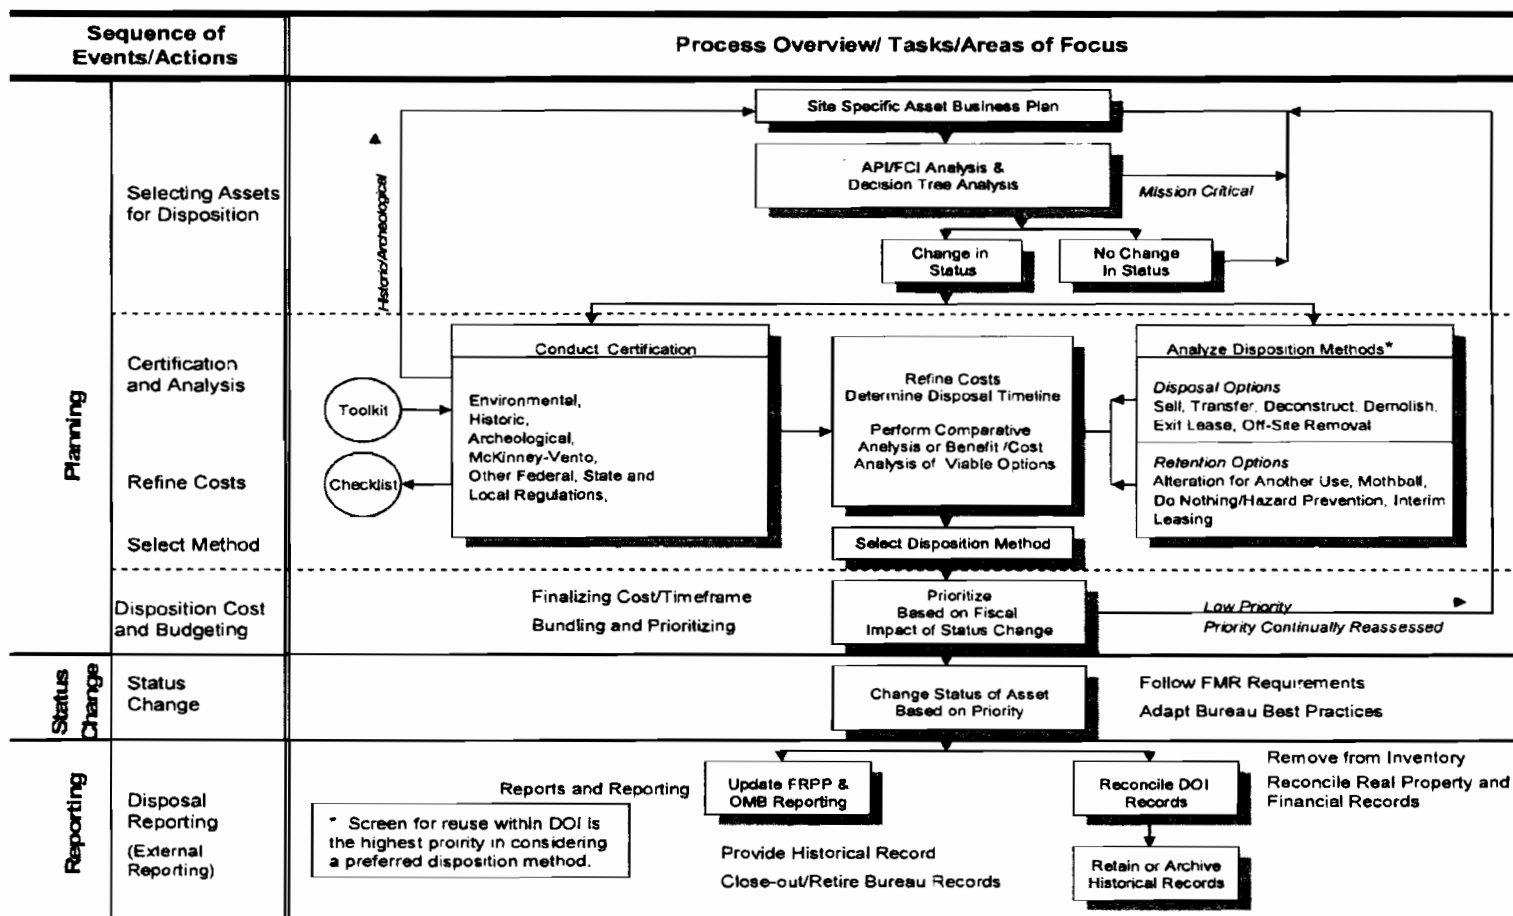 Sequence of
Events/Actions
Process Overview/ Tasks/Areas of Focus
Planning
Selecting Assets
for Disposition
Historic/Archeological
Site Specific Asset Business Plan
API/FCI Analysis &
Decision Tree Analysis
Mission Critical
Change in
Status
No Change
In Status
Certification
and Analysis
Refine Costs
Select Method
Toolkit
Checklist
Conduct Certification
Environmental,
Historic,
Archeological,
McKinney-Vento,
Other Federal, State and
Local Regulations,
Refine Costs
Determine Disposal Timeline
Perform Comparative
Analysis or Benefit /Cost
Analysis of Viable Options
Analyze Disposition Methods*
Disposal Options
Sell, Transfer, Deconstruct, Demolish,
Exit Lease, Off-Site Removal
Retention Options
Alteration for Another Use, Mothball,
Do Nothing/Hazard Prevention, Interim
Leasing
Select Disposition Method
Disposition Cost
and Budgeting
Finalizing Cost/Timeframe
Bundling and Prioritizing
Prioritize
Based on Fiscal
Impact of Status Change
Low Priority
Priority Continually Reassessed
Status
Change
Status
Change
Change Status of Asset
Based on Priority
Follow FMR Requirements
Adapt Bureau Best Practices
Reporting
Disposal
Reporting
(External
Reporting)
Reports and Reporting
Update FRPP &
OMB Reporting
Reconcile DOI
Records
Remove from Inventory
Reconcile Real Property and
Financial Records
* Screen for reuse within DOI is
the highest proirity in considering
a preferred disposition method.
Provide Historical Record
Close-out/Retire Bureau Records
Retain or Archive
Historical Records